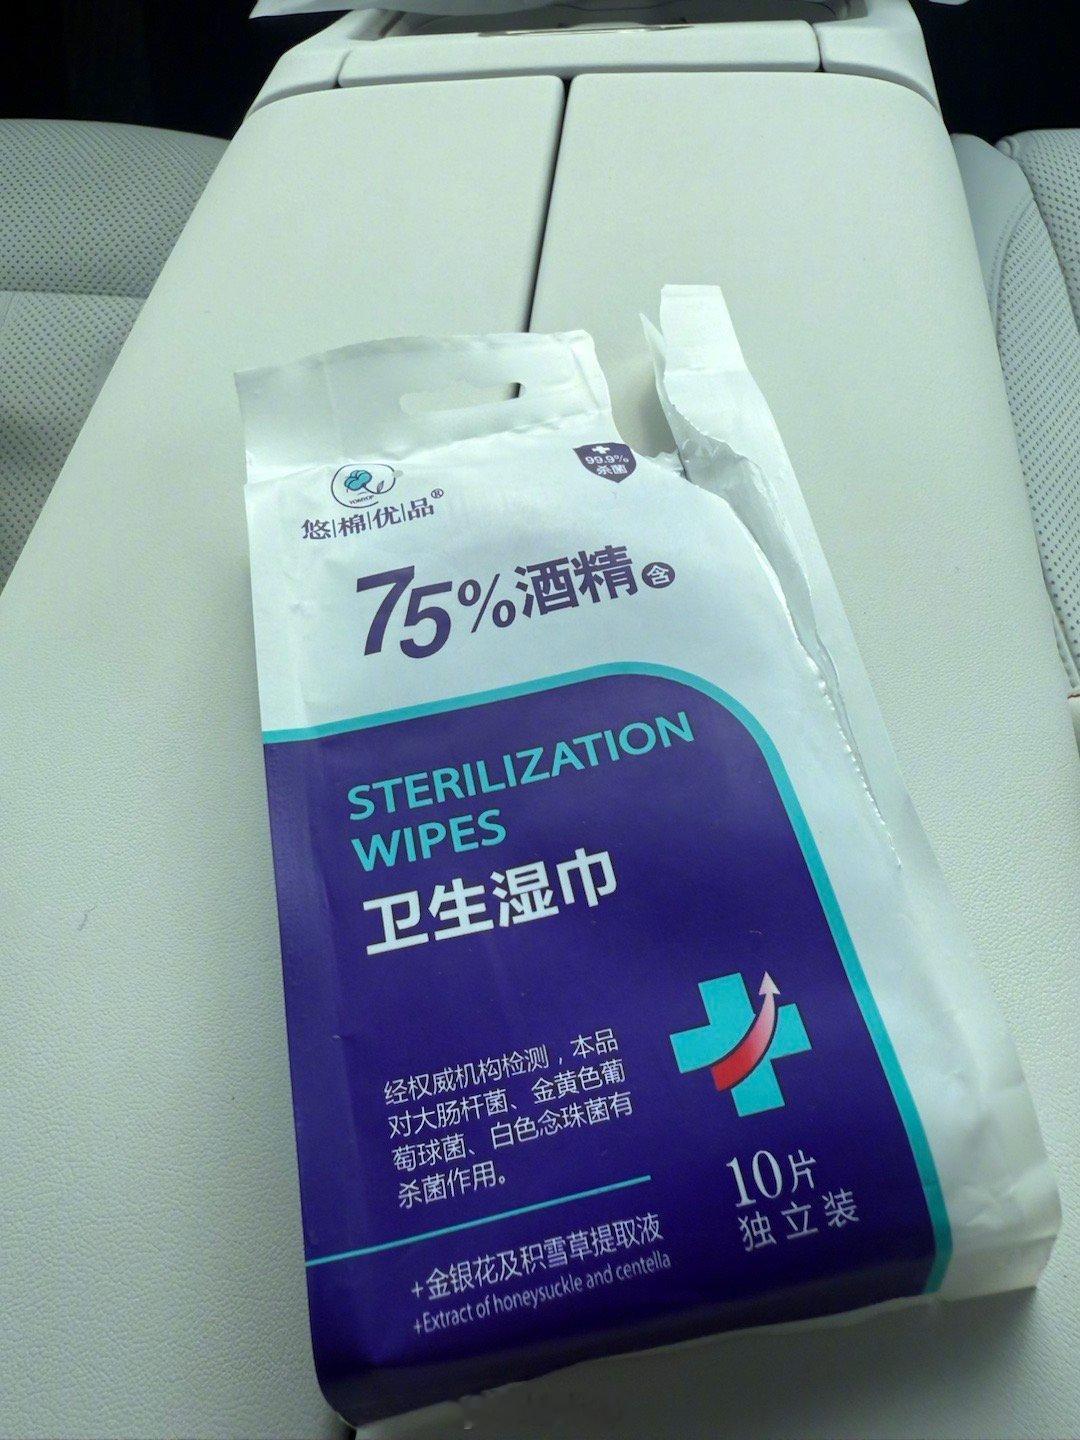 99.9%
杀菌
YOMYOP
悠|棉|优|品®
75%酒精含
STERILIZATION
WIPES
卫生湿巾
经权威机构检测，本品
对大肠杆菌、金黄色葡
萄球菌、白色念珠菌有
杀菌作用。
10片
独立装
+金银花及积雪草提取液
+Extract of honeysuckle and centella